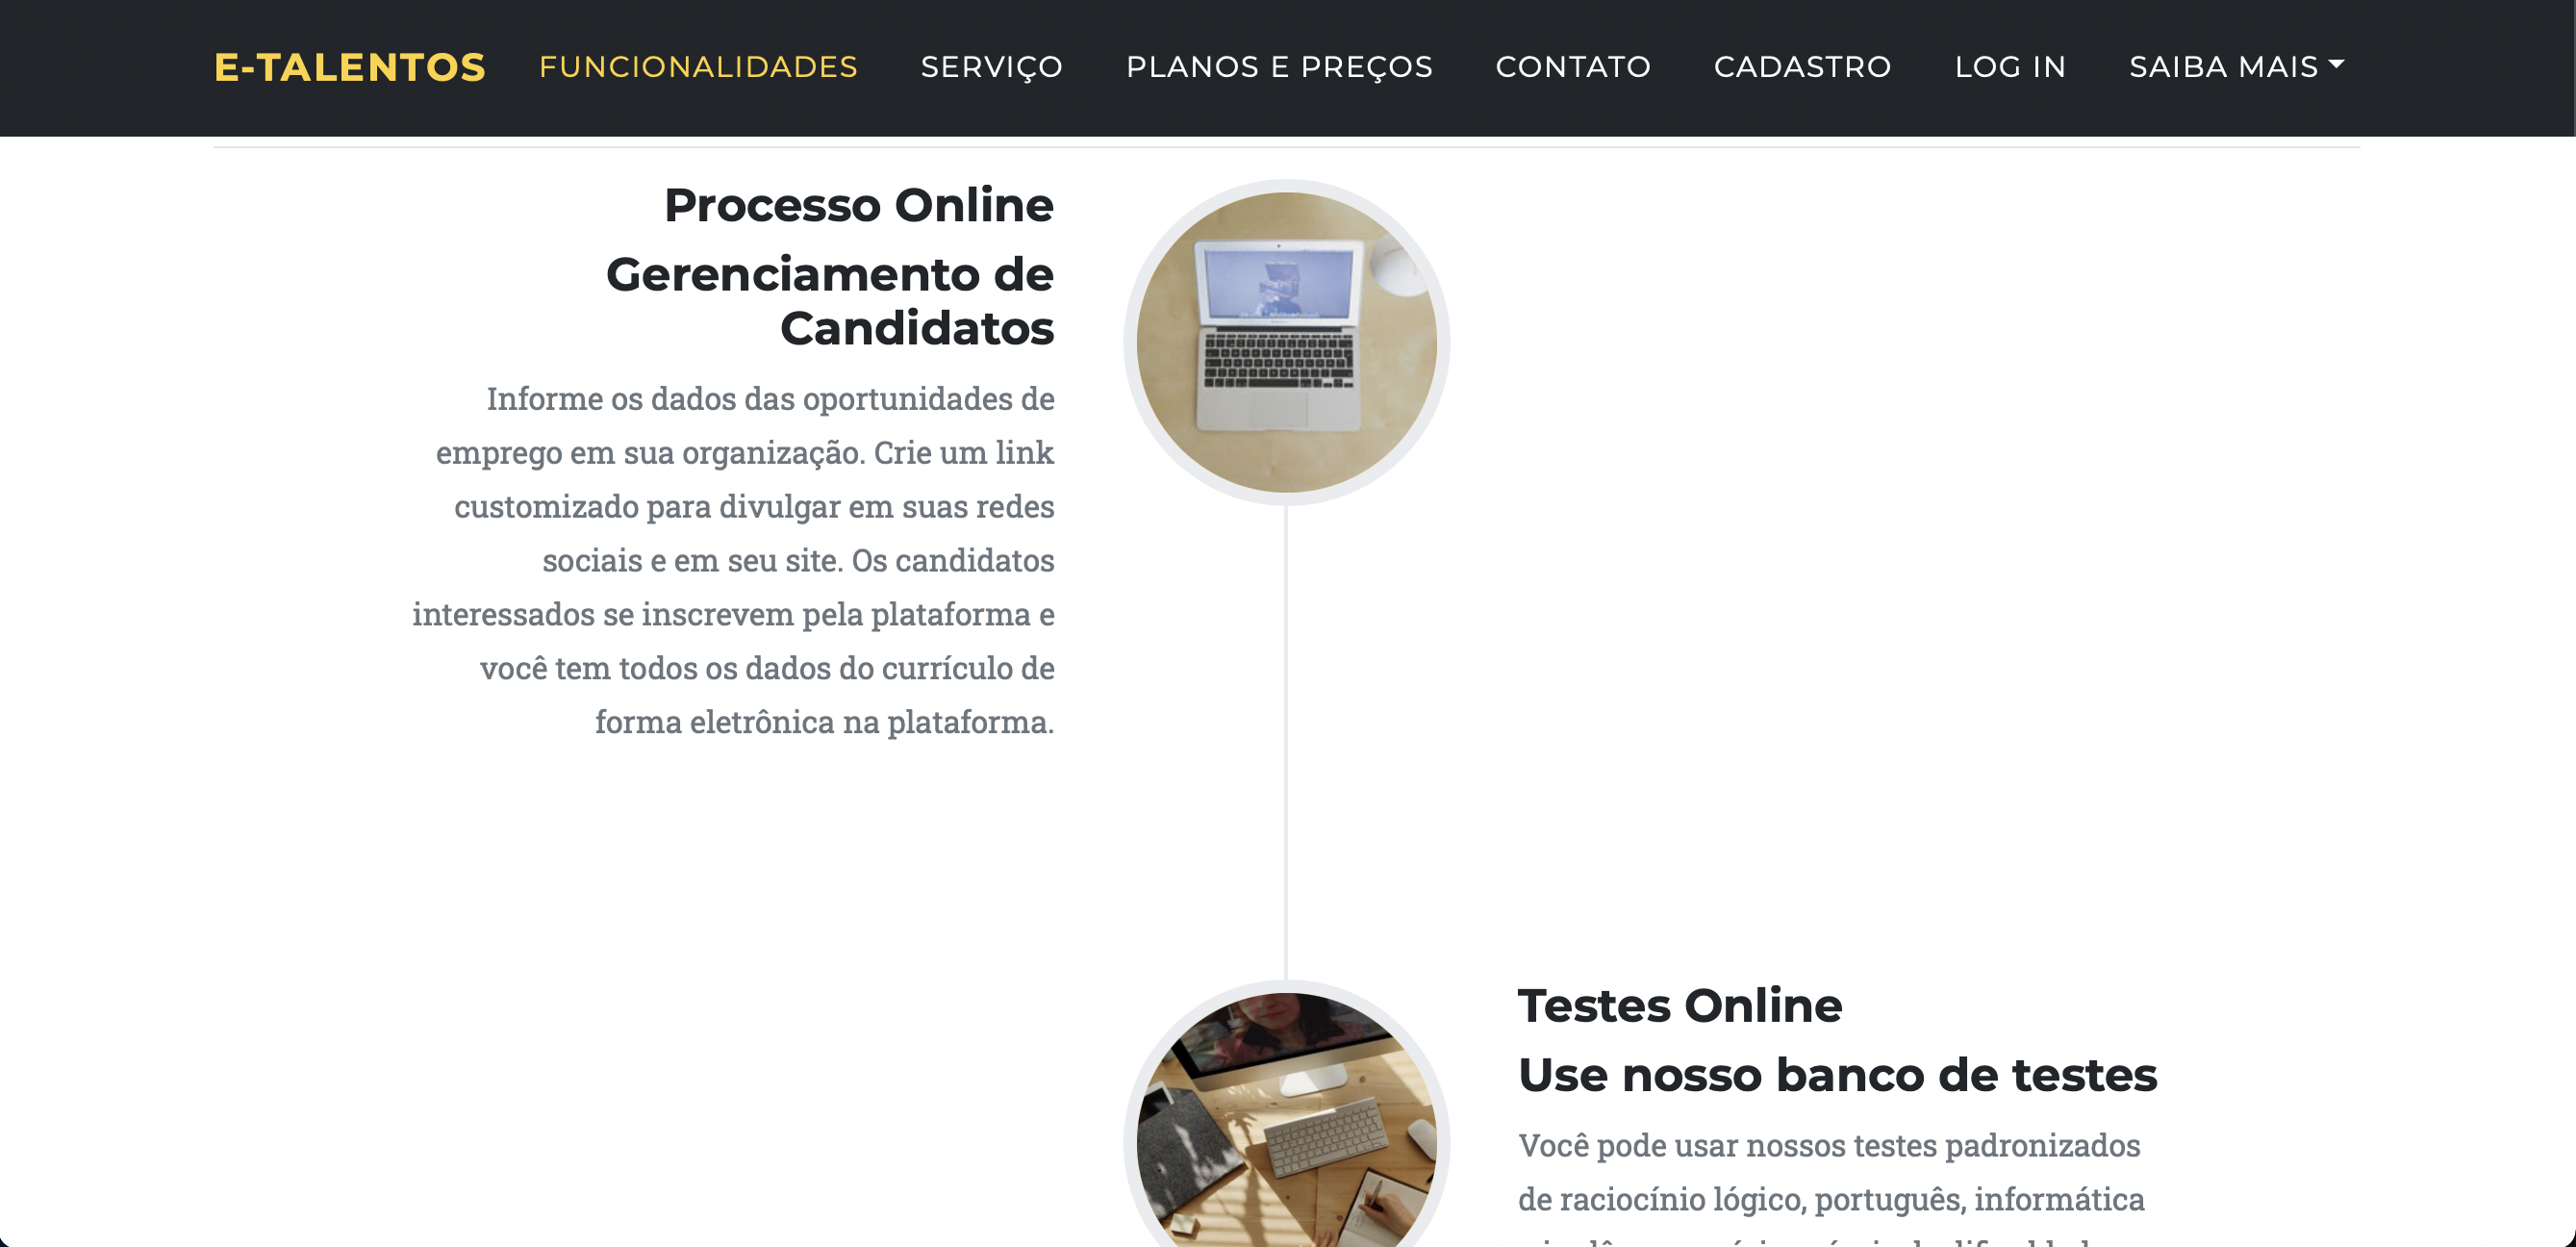 E-TALENTOS FUNCIONALIDADES SERVIÇO PLANOS E PREÇOS CONTATO CADASTRO LOG IN SAIBA MAIS
Processo Online
Gerenciamento de
Candidatos
Informe os dados das oportunidades de
emprego em sua organização. Crie um link
customizado para divulgar em suas redes
sociais e em seu site. Os candidatos
interessados se inscrevem pela plataforma e
você tem todos os dados do currículo de
forma eletrônica na plataforma.
Testes Online
Use nosso banco de testes
Você pode usar nossos testes padronizados
de raciocínio lógico, português, informática